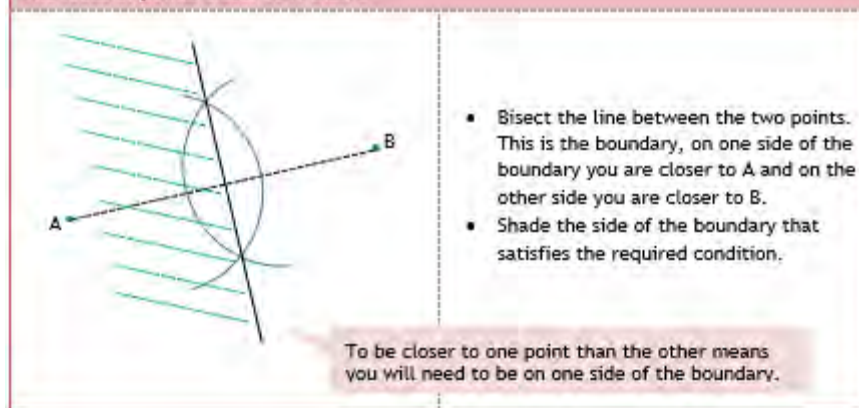 A
B
• Bisect the line between the two points.
This is the boundary, on one side of the
boundary you are closer to A and on the
other side you are closer to B.
• Shade the side of the boundary that
satisfies the required condition.
To be closer to one point than the other means
you will need to be on one side of the boundary.